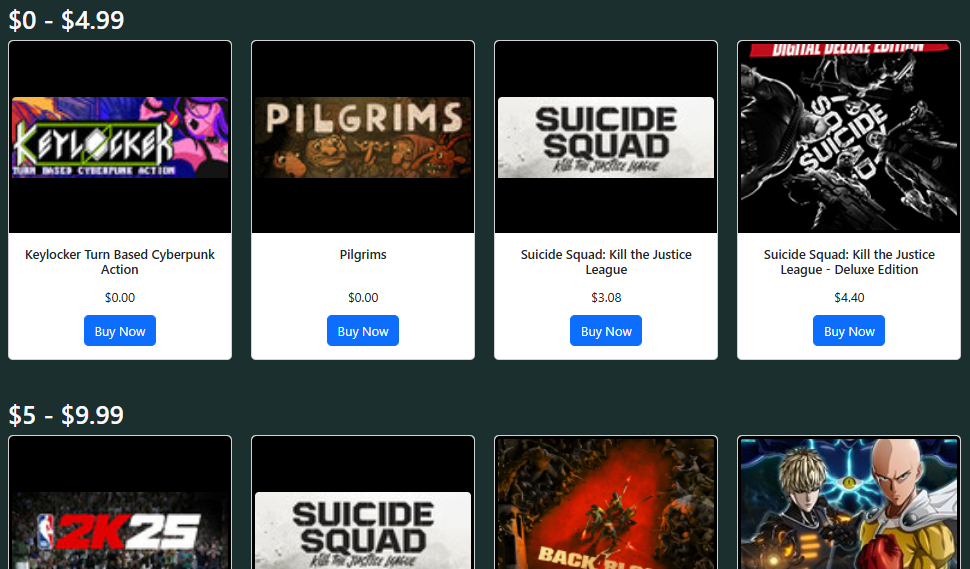 $0 - $4.99
KEYLOCKER
TURN BASED CYBERPUNK ACTION
PILGRIMS
SUICIDE
SQUAD
KILL THE JUSTICE LEAGUE
DIGITAL DELUXE EDITION
SUICIDE
SQUAD
Keylocker Turn Based Cyberpunk
Action
$0.00
Buy Now
Pilgrims
$0.00
Buy Now
Suicide Squad: Kill the Justice
League
$3.08
Buy Now
Suicide Squad: Kill the Justice
League - Deluxe Edition
$4.40
Buy Now
$5 - $9.99
NBA 2K25
SUICIDE
SQUAD
KILL THE JUSTICE LEAGUE
BACK 4 BLOOD